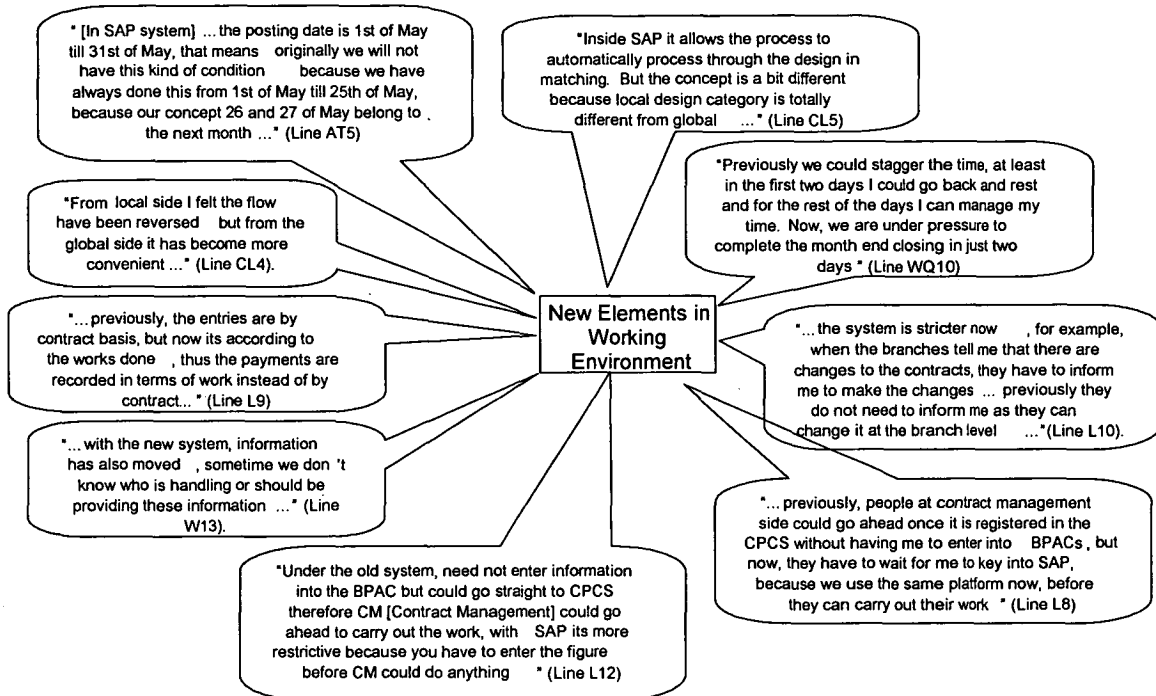 " [In SAP system] ...the posting date is 1st of May
till 31st of May, that means originally we will not
have this kind of condition because we have
always done this from 1st of May till 25th of May,
because our concept 26 and 27 of May belong to
the next month ..." (Line AT5)
"Inside SAP it allows the process to
automatically process through the design in
matching. But the concept is a bit different
because local design category is totally
different from global ..." (Line CL5)
"From local side I felt the flow
have been reversed but from the
global side it has become more
convenient ..." (Line CL4).
"Previously we could stagger the time, at least
in the first two days I could go back and rest
and for the rest of the days I can manage my
time. Now, we are under pressure to
complete the month end closing in just two
days " (Line WQ10)
New Elements in
Working
Environment
"...previously, the entries are by
contract basis, but now its according to
the works done , thus the payments are
recorded in terms of work instead of by
contract..." (Line L9)
"... the system is stricter now , for example,
when the branches tell me that there are
changes to the contracts, they have to inform
me to make the changes ... previously they
do not need to inform me as they can
change it at the branch level ..."(Line L10).
"... with the new system, information
has also moved , sometime we don 't
know who is handling or should be
providing these information ..." (Line
W13).
"... previously, people at contract management
side could go ahead once it is registered in the
CPCS without having me to enter into BPACs, but
now, they have to wait for me to key into SAP,
because we use the same platform now, before
they can carry out their work " (Line L8)
"Under the old system, need not enter information
into the BPAC but could go straight to CPCS
therefore CM [Contract Management] could go
ahead to carry out the work, with SAP its more
restrictive because you have to enter the figure
before CM could do anything " (Line L12)